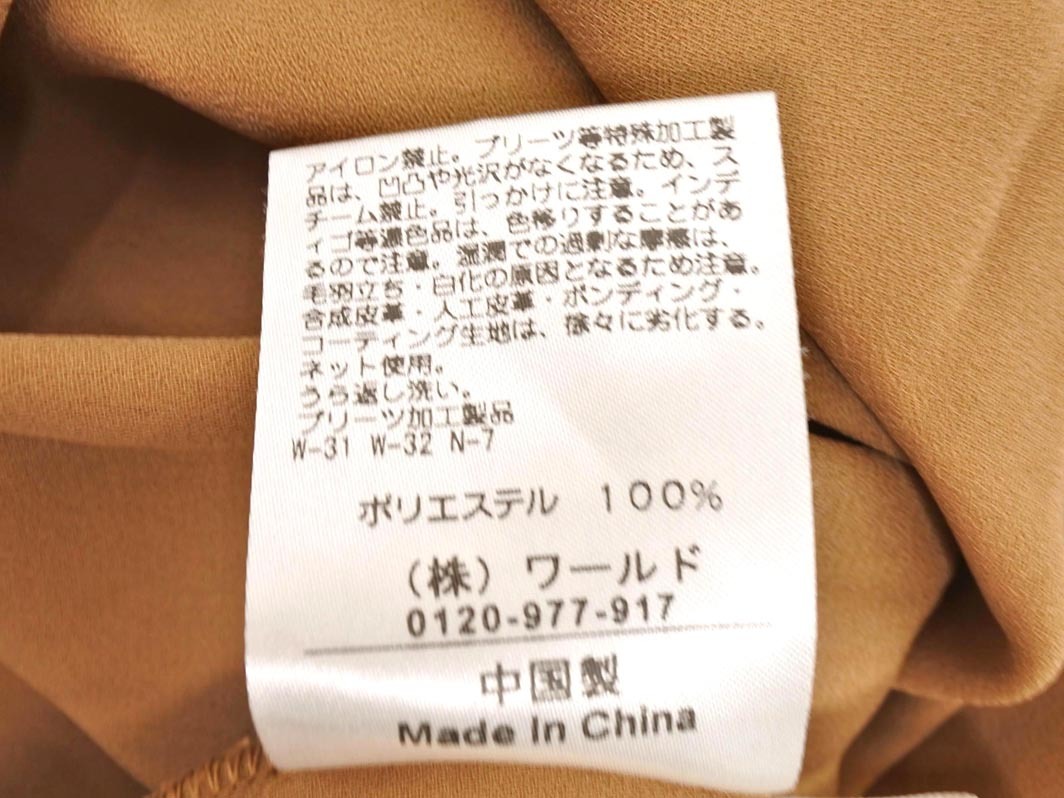 アイロン禁止。プリーツ等特殊加工製
品は、凹凸や光沢がなくなるため、ス
チーム禁止。引っかけに注意。インデ
ィゴ等濃色品は、色移りすることがあ
るので注意。湿潤での過剰な摩擦は、
毛羽立ち・白化の原因となるため注意。
合成皮革・人工皮革・ボンディング・
コーティング生地は、徐々に劣化する。
ネット使用。
うら返し洗い。
プリーツ加工製品
W-31 W-32 N-7
ポリエステル 100%
(株) ワールド
0120-977-917
中国製
Made In China